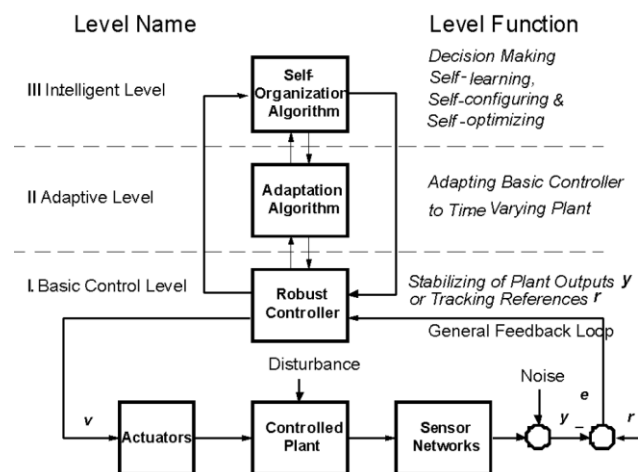 Level Name
Level Function
III Intelligent Level
Self-
Organization
Algorithm
Decision Making
Self-learning,
Self-configuring &
Self-optimizing
II Adaptive Level
Adaptation
Algorithm
Adapting Basic Controller
to Time Varying Plant
I. Basic Control Level
Robust
Controller
Stabilizing of Plant Outputs y
or Tracking References r
General Feedback Loop
Disturbance
Noise
e
v
Actuators
Controlled
Plant
Sensor
Networks
y
_
r